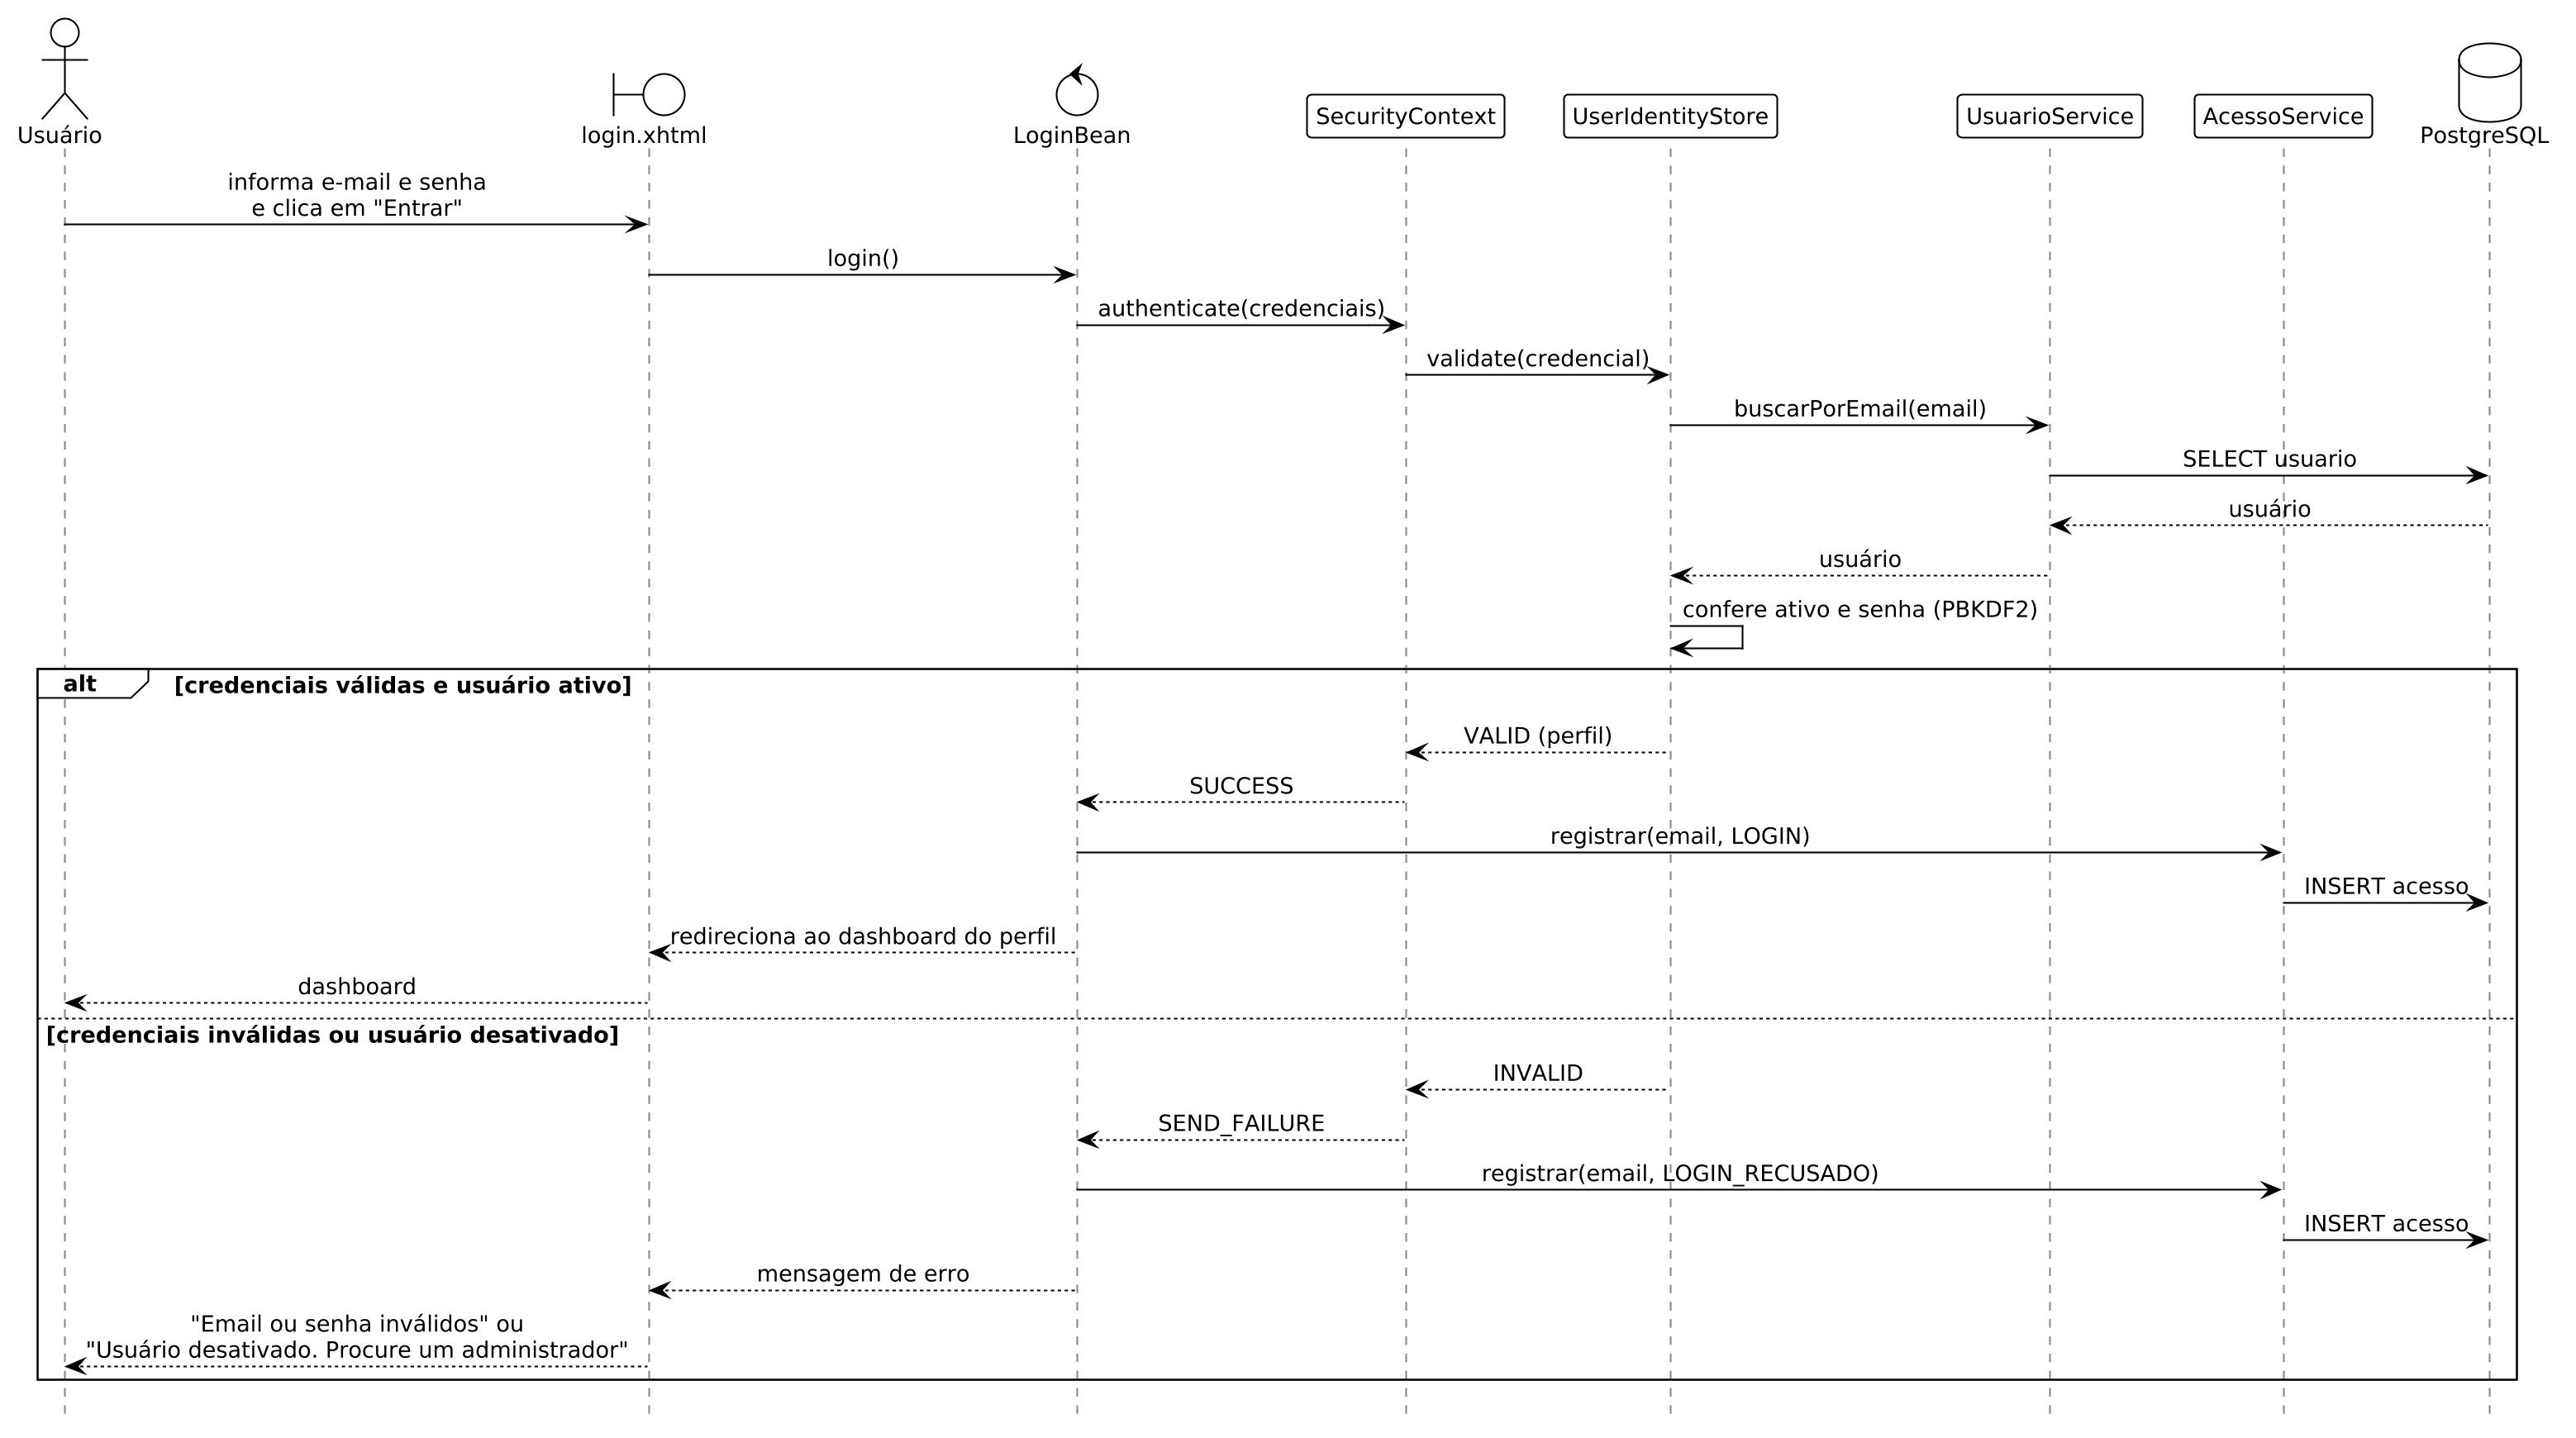 Usuário
login.xhtml
LoginBean
SecurityContext
UserIdentityStore
UsuarioService
AcessoService
PostgreSQL
informa e-mail e senha
e clica em "Entrar"
login()
authenticate(credenciais)
validate(credencial)
buscarPorEmail(email)
SELECT usuario
usuário
usuário
confere ativo e senha (PBKDF2)
alt
[credenciais válidas e usuário ativo]
VALID (perfil)
SUCCESS
registrar(email, LOGIN)
INSERT acesso
redireciona ao dashboard do perfil
dashboard
[credenciais inválidas ou usuário desativado]
INVALID
SEND_FAILURE
registrar(email, LOGIN_RECUSADO)
INSERT acesso
mensagem de erro
"Email ou senha inválidos" ou
"Usuário desativado. Procure um administrador"